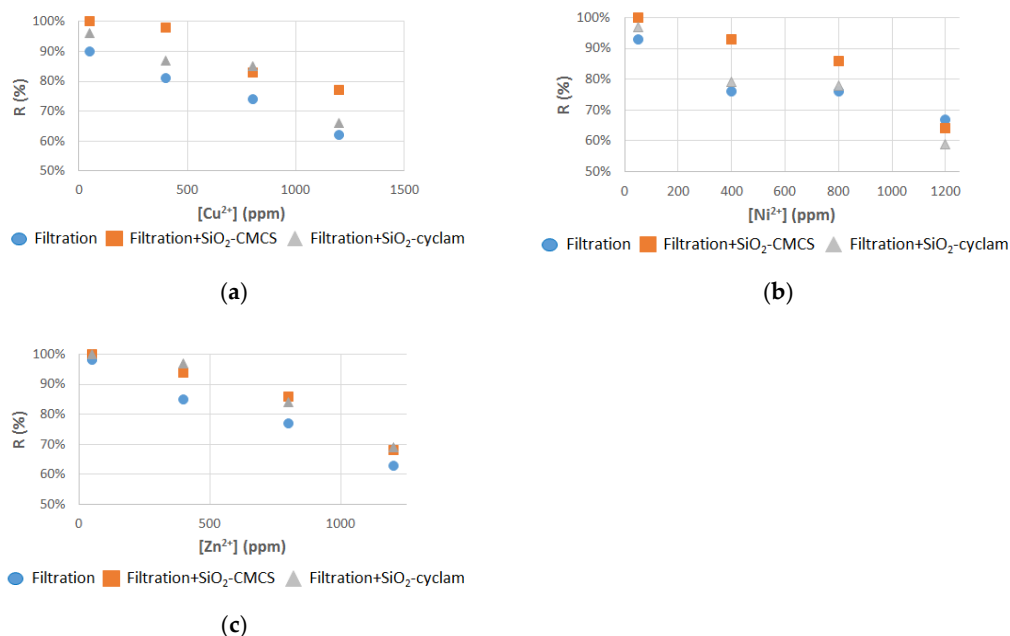 100%
90%
80%
70%
60%
50%
R (%)
0
500
1000
1500
[Cu²⁺] (ppm)
Filtration
Filtration+SiO₂-CMCS
Filtration+SiO₂-cyclam
(a)
100%
90%
80%
70%
60%
50%
R (%)
0
200
400
600
800
1000
1200
[Ni²⁺] (ppm)
Filtration
Filtration+SiO₂-CMCS
Filtration+SiO₂-cyclam
(b)
100%
90%
80%
70%
60%
50%
R (%)
0
500
1000
[Zn²⁺] (ppm)
Filtration
Filtration+SiO₂-CMCS
Filtration+SiO₂-cyclam
(c)